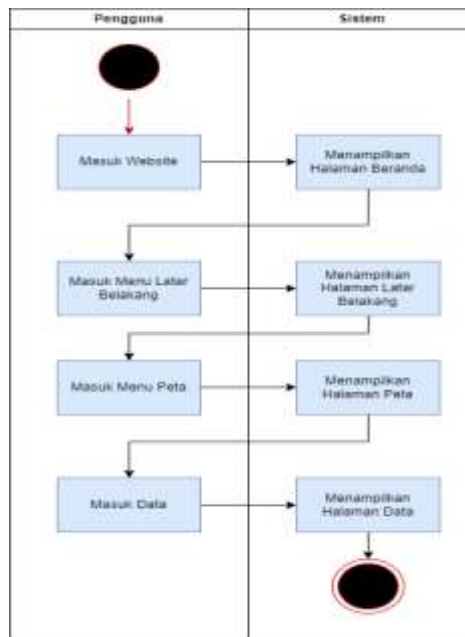 Pengguna
Sistem
Masuk Website
Menampilkan
Halaman Beranda
Masuk Menu Latar
Belakang
Menampilkan
Halaman Latar
Belakang
Masuk Menu Peta
Menampilkan
Halaman Peta
Masuk Data
Menampilkan
Halaman Data